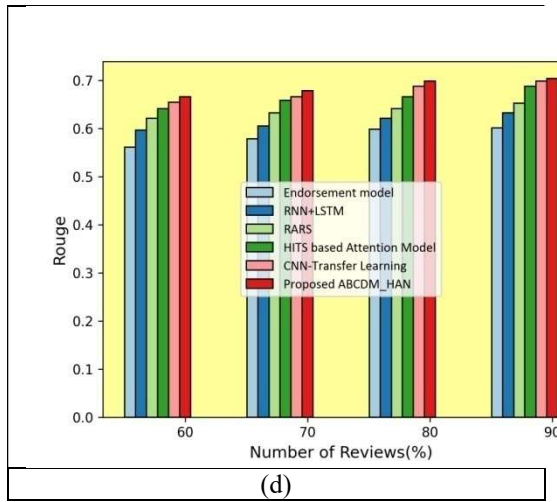 0.7
0.6
0.5
0.4
0.3
0.2
0.1
0.0
Rouge
Endorsement model
RNN+LSTM
RARS
HITS based Attention Model
CNN-Transfer Learning
Proposed ABCDM_HAN
60 70 80 90
Number of Reviews(%)
(d)